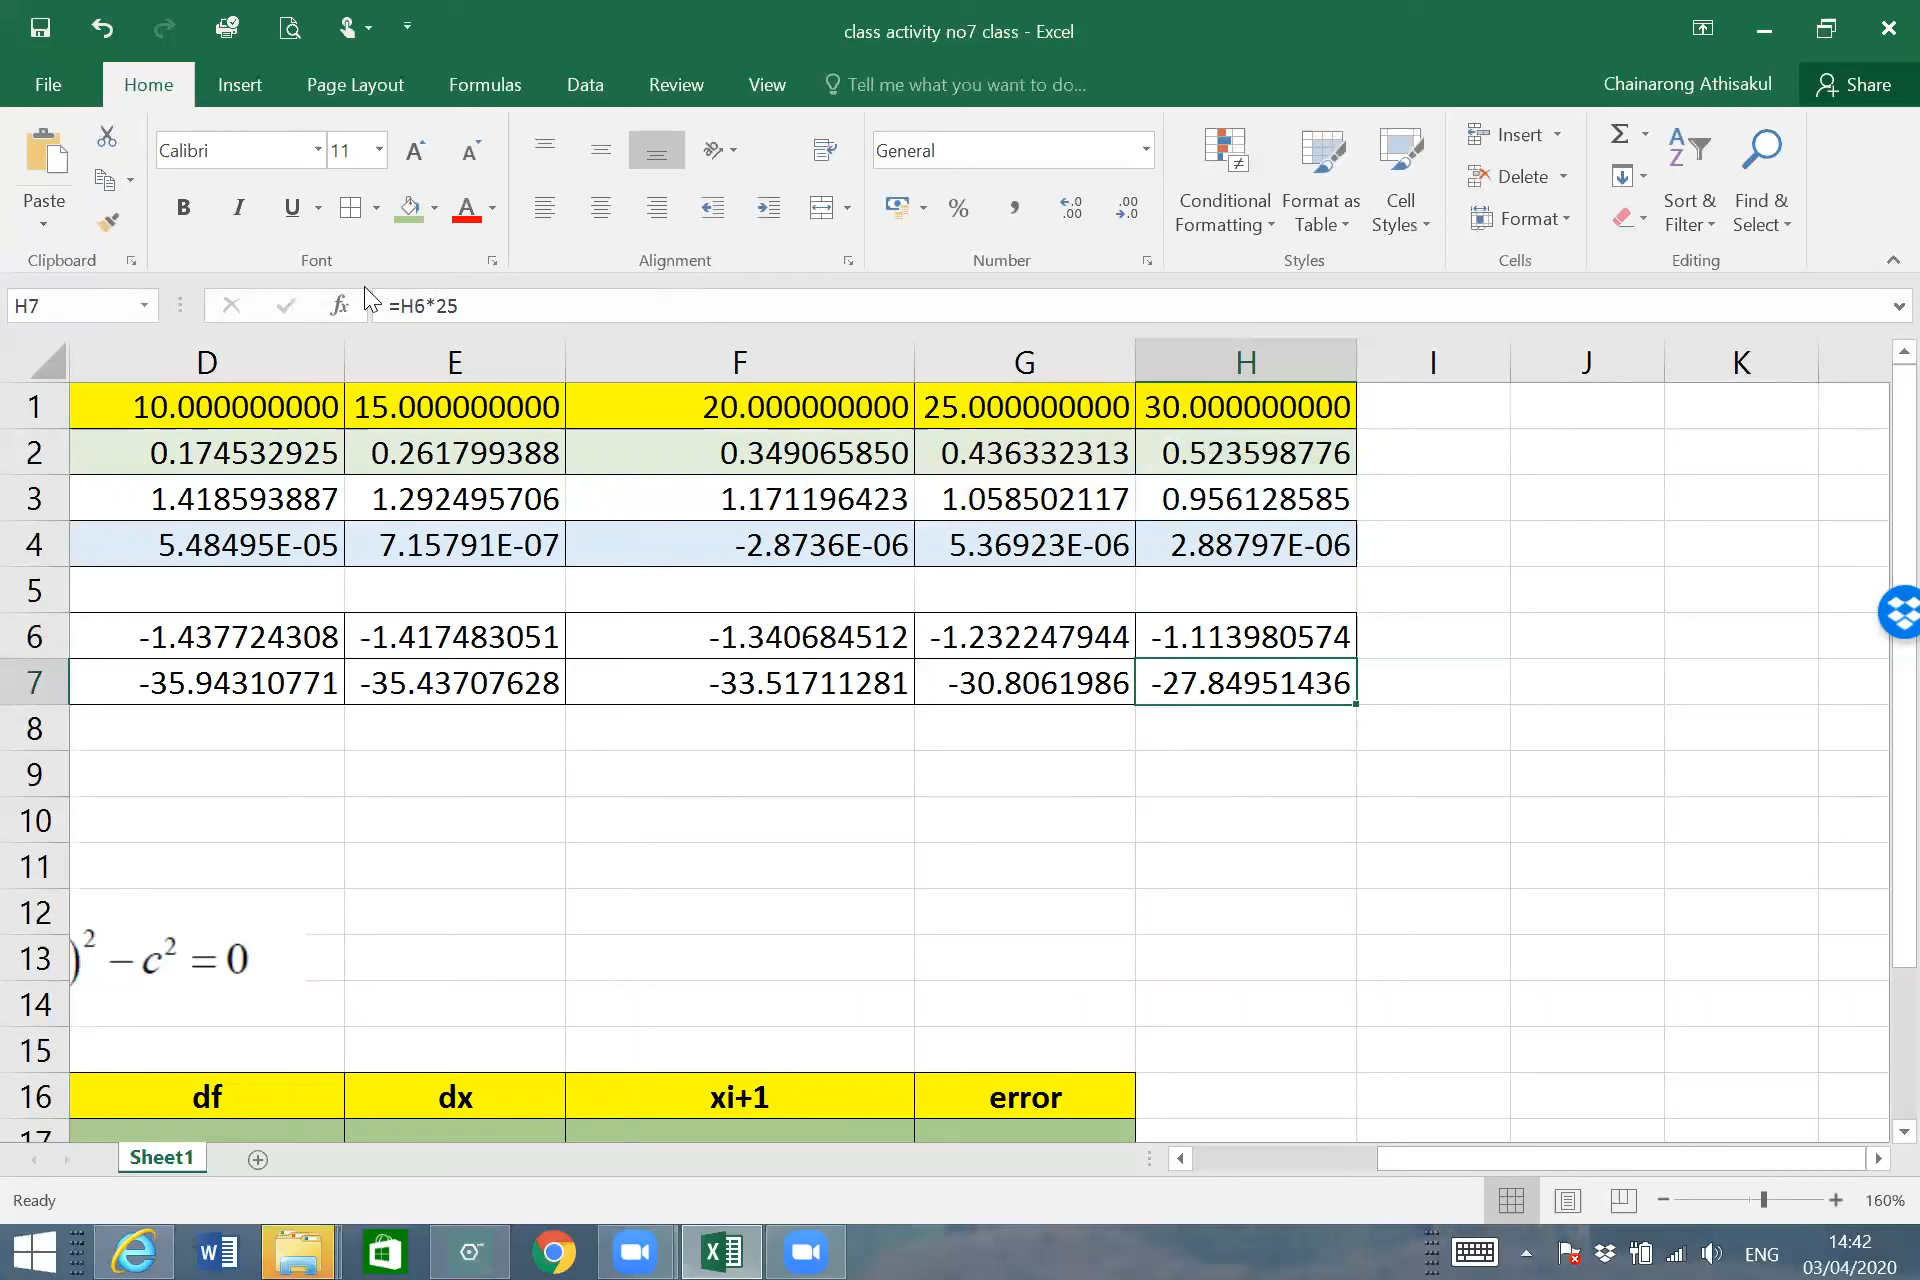 class activity no7 class - Excel
File Home Insert Page Layout Formulas Data Review View Tell me what you want to do... Chainarong Athisakul Share
Paste
Clipboard
Calibri 11
B I U
Font
Alignment
General
%
Number
Conditional Formatting
Format as Table
Cell Styles
Styles
Insert
Delete
Format
Cells
Sort & Filter
Find & Select
Editing
H7 fx =H6*25
D E F G H I J K
1 10.000000000 15.000000000 20.000000000 25.000000000 30.000000000
2 0.174532925 0.261799388 0.349065850 0.436332313 0.523598776
3 1.418593887 1.292495706 1.171196423 1.058502117 0.956128585
4 5.48495E-05 7.15791E-07 -2.8736E-06 5.36923E-06 2.88797E-06
5
6 -1.437724308 -1.417483051 -1.340684512 -1.232247944 -1.113980574
7 -35.94310771 -35.43707628 -33.51711281 -30.8061986 -27.84951436
8
9
10
11
12
13 )² − c² = 0
14
15
16 df dx xi+1 error
17
Sheet1
Ready 160%
ENG 14:42
03/04/2020